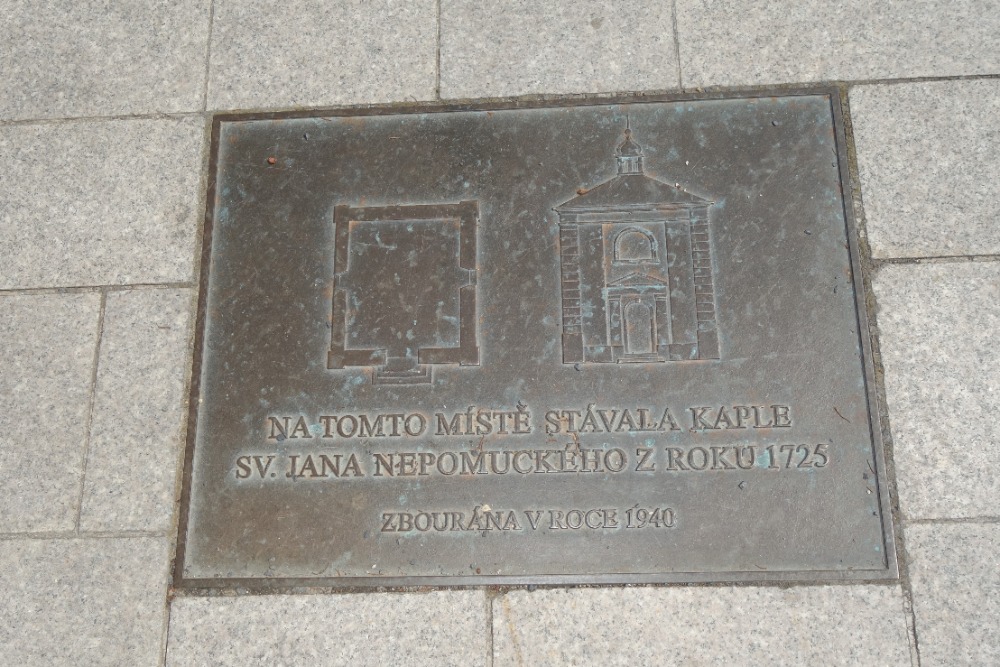 NA TOMTO MÍSTĚ STÁVALA KAPLE
SV. JANA NEPOMUCKÉHO Z ROKU 1725
ZBOURÁNA V ROCE 1940